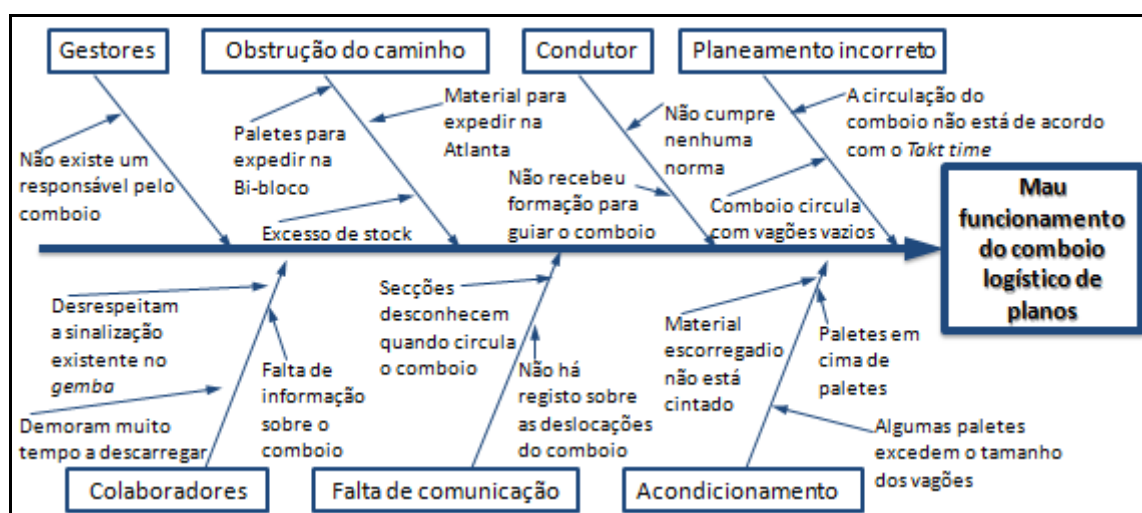 Gestores
Obstrução do caminho
Condutor
Planeamento incorreto
Não existe um
responsável pelo
comboio
Paletes para
expedir na
Bi-bloco
Material para
expedir na
Atlanta
Excesso de stock
Não cumpre
nenhuma
norma
Não recebeu
formação para
guiar o comboio
A circulação do
comboio não está de acordo
com o Takt time
Comboio circula
com vagões vazios
Mau
funcionamento
do comboio
logístico de
planos
Desrespeitam
a sinalização
existente no
gemba
Demoram muito
tempo a descarregar
Falta de
informação
sobre o
comboio
Secções
desconhecem
quando circula
o comboio
Não há
registo sobre
as deslocações
do comboio
Material
escorregadio
não está
cintado
Paletes em
cima de
paletes
Algumas paletes
excedem o tamanho
dos vagões
Colaboradores
Falta de comunicação
Acondicionamento